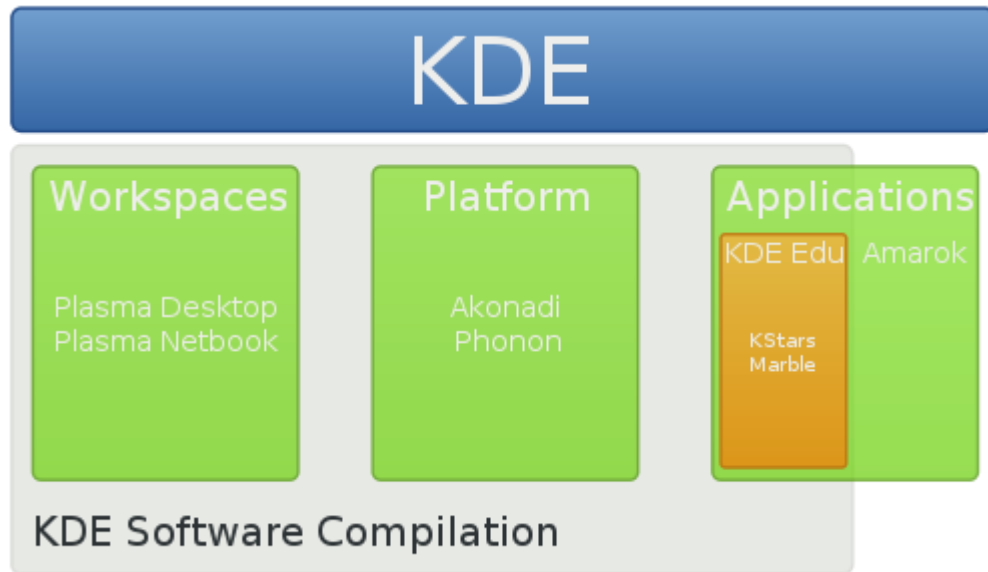 KDE
Workspaces
Plasma Desktop
Plasma Netbook
Platform
Akonadi
Phonon
Applications
KDE Edu
KStars
Marble
Amarok
KDE Software Compilation